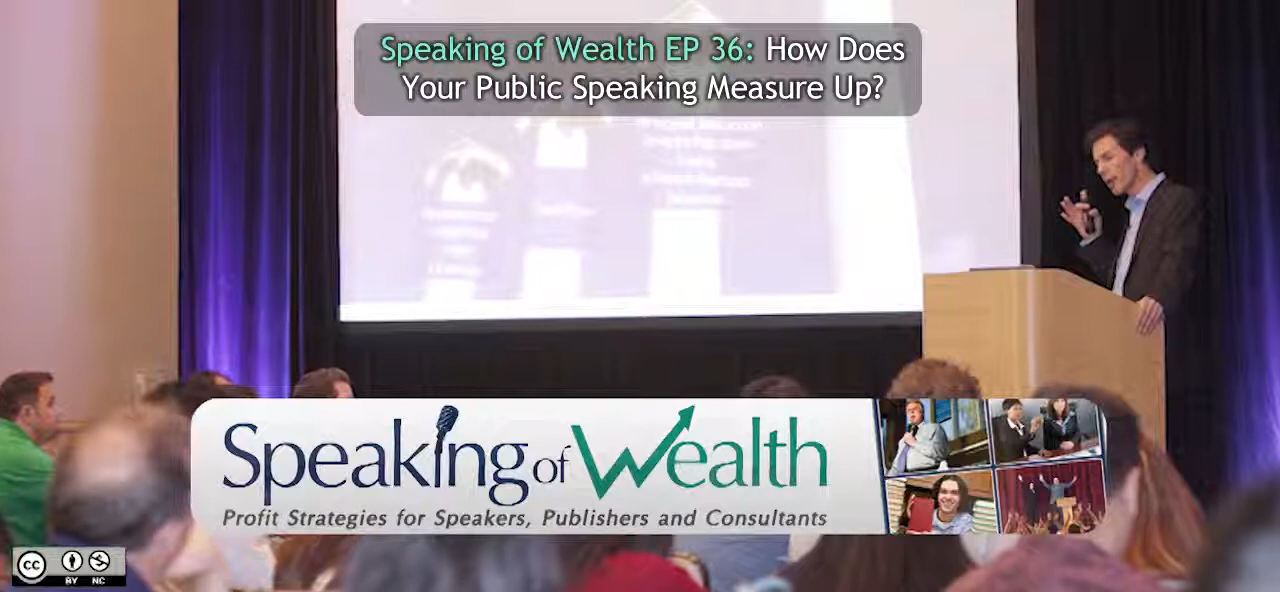 Speaking of Wealth EP 36: How Does
Your Public Speaking Measure Up?
Speaking of Wealth
Profit Strategies for Speakers, Publishers and Consultants
cc
BY NC